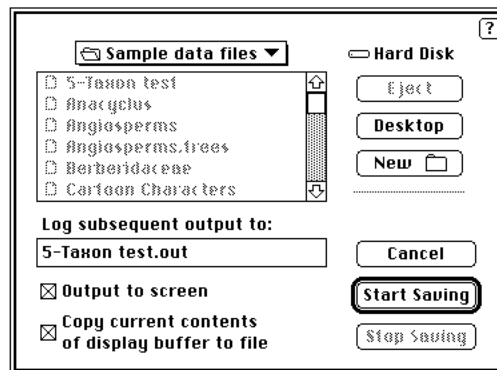 ?
Sample data files
Hard Disk
5-Taxon test
Anacyclus
Angiosperms
Angiosperms.trees
Berberidaceae
Cartoon Characters
Eject
Desktop
New
Log subsequent output to:
5-Taxon test.out
Output to screen
Copy current contents
of display buffer to file
Cancel
Start Saving
Stop Saving